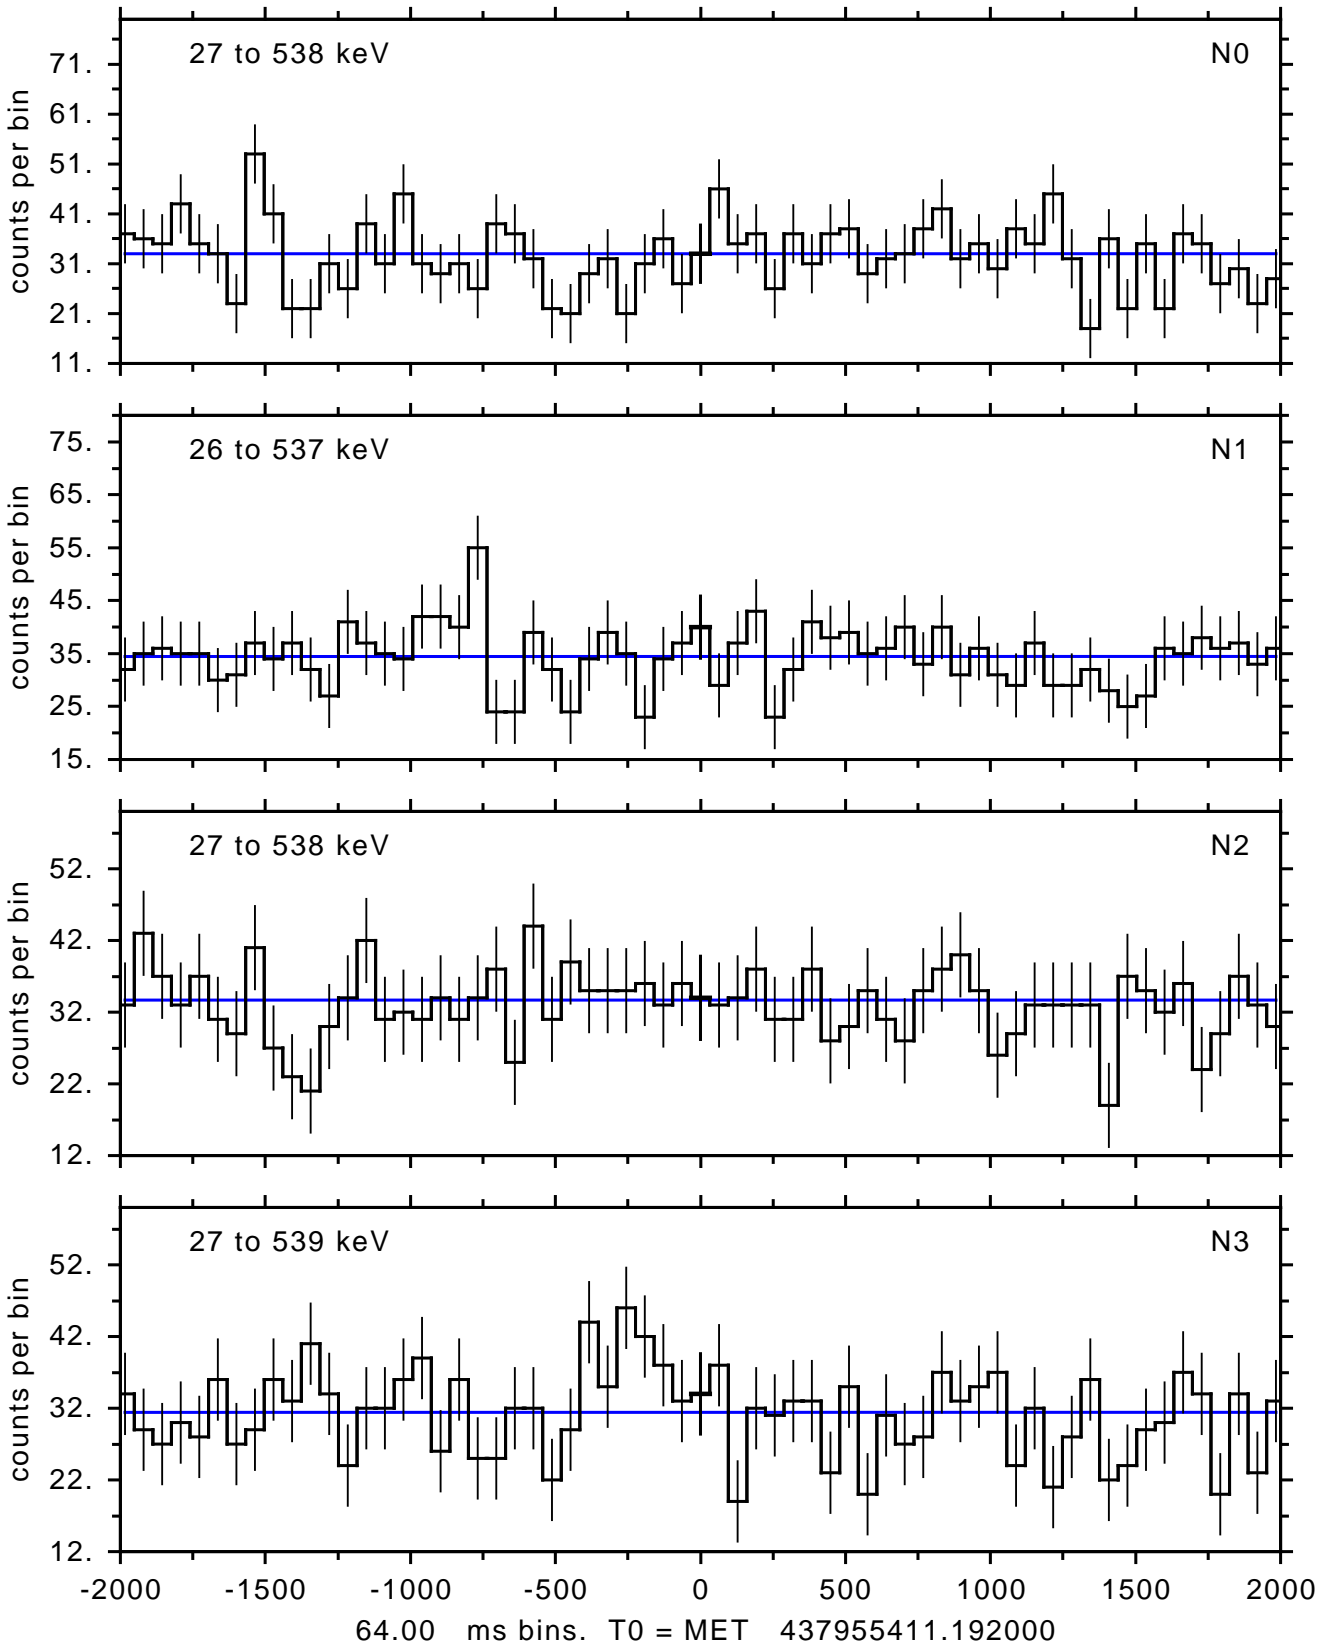 27 to 538 keV N0
counts per bin
71.
61.
51.
41.
31.
21.
11.
26 to 537 keV N1
counts per bin
75.
65.
55.
45.
35.
25.
15.
27 to 538 keV N2
counts per bin
52.
42.
32.
22.
12.
27 to 539 keV N3
counts per bin
52.
42.
32.
22.
12.
-2000 -1500 -1000 -500 0 500 1000 1500 2000
64.00 ms bins. T0 = MET 437955411.192000